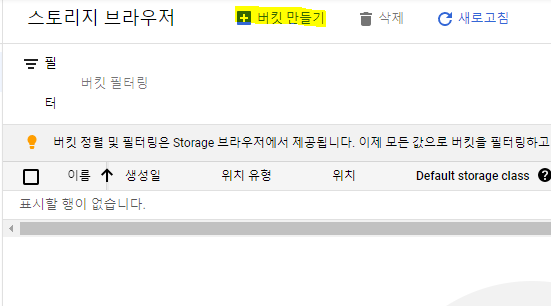 스토리지 브라우저 버킷 만들기 삭제 새로고침
필
터
버킷 필터링
버킷 정렬 및 필터링은 Storage 브라우저에서 제공됩니다. 이제 모든 값으로 버킷을 필터링하고
이름 생성일 위치 유형 위치 Default storage class
표시할 행이 없습니다.